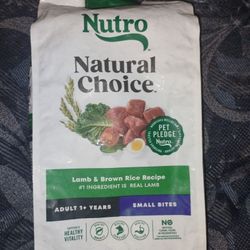 Nutro
Natural
Choice
PET
PLEDGE
Nutro
Lamb & Brown Rice Recipe
#1 INGREDIENT IS REAL LAMB
ADULT 1+ YEARS
SMALL BITES
HEALTHY
VITALITY
NO